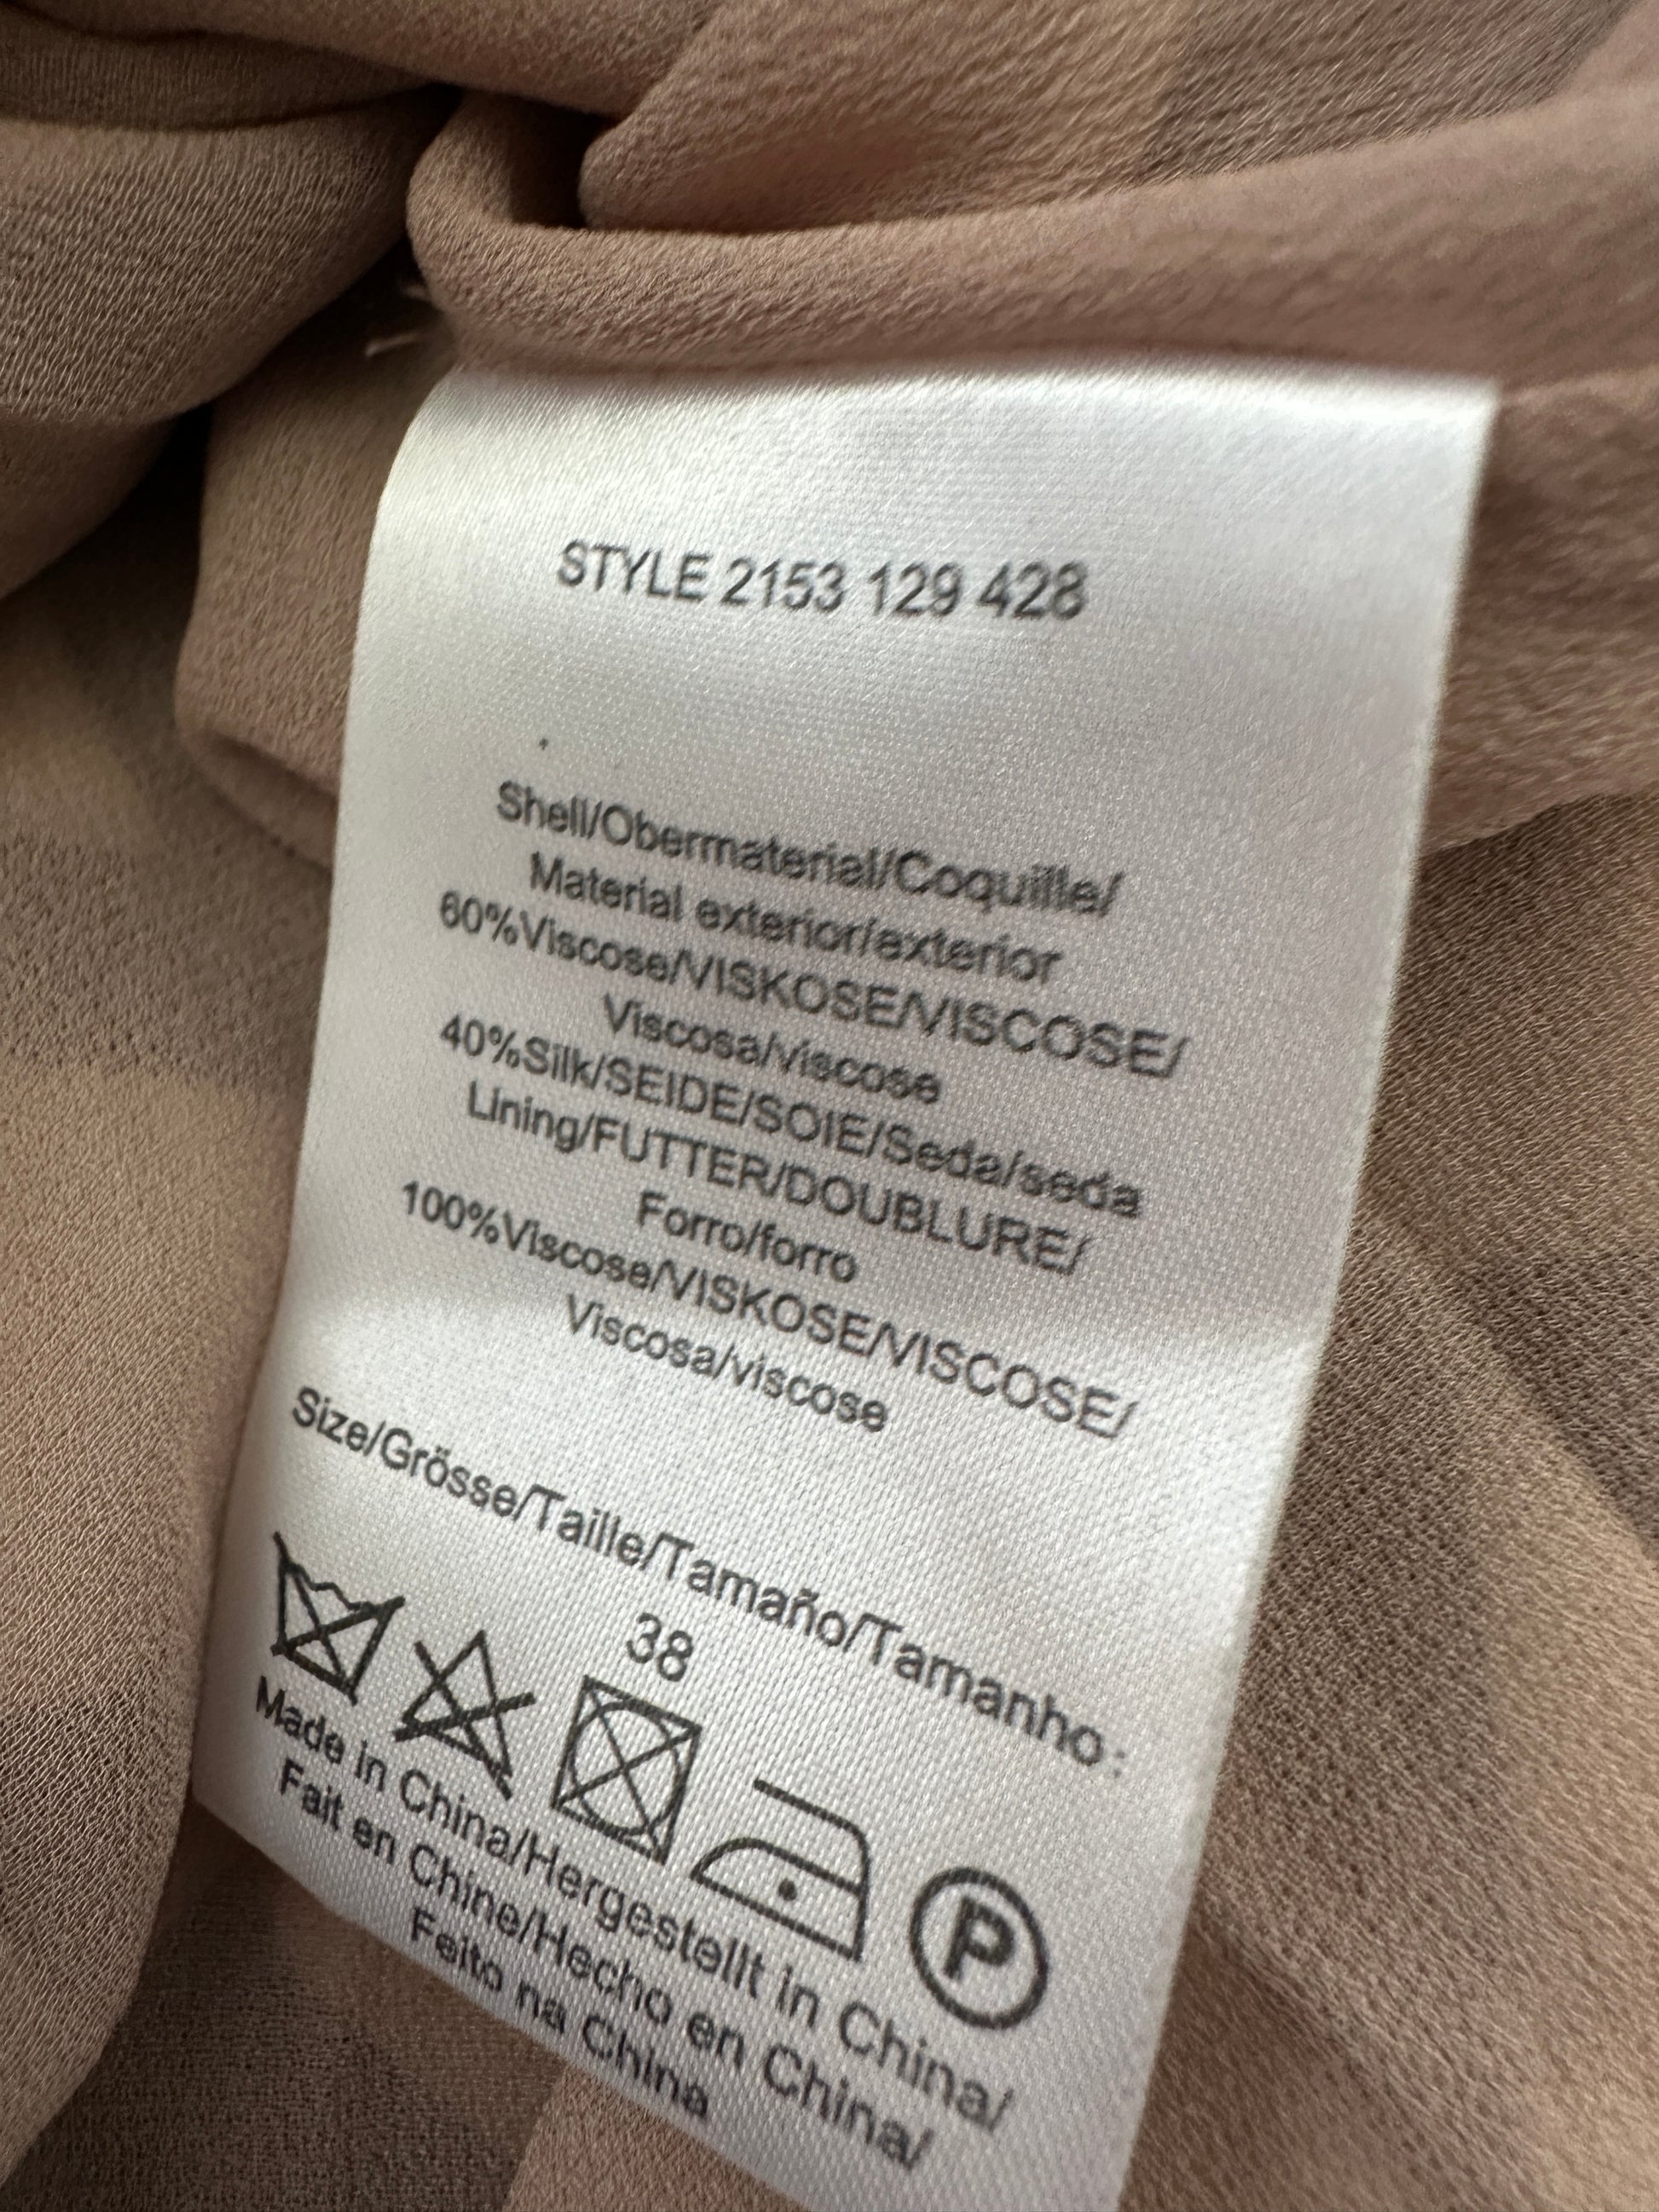 STYLE 2153 129 428
Shell/Obermaterial/Coquille/
Material exterior/exterior
60%Viscose/VISKOSE/VISCOSE/
Viscosa/viscose
40%Silk/SEIDE/SOIE/Seda/seda
Lining/FUTTER/DOUBLURE/
Forro/forro
100%Viscose/VISKOSE/VISCOSE/
Viscosa/viscose
Size/Grösse/Taille/Tamaño/Tamanho:
38
P
Made in China/Hergestellt in China/
Fait en Chine/Hecho en China/
Feito na China